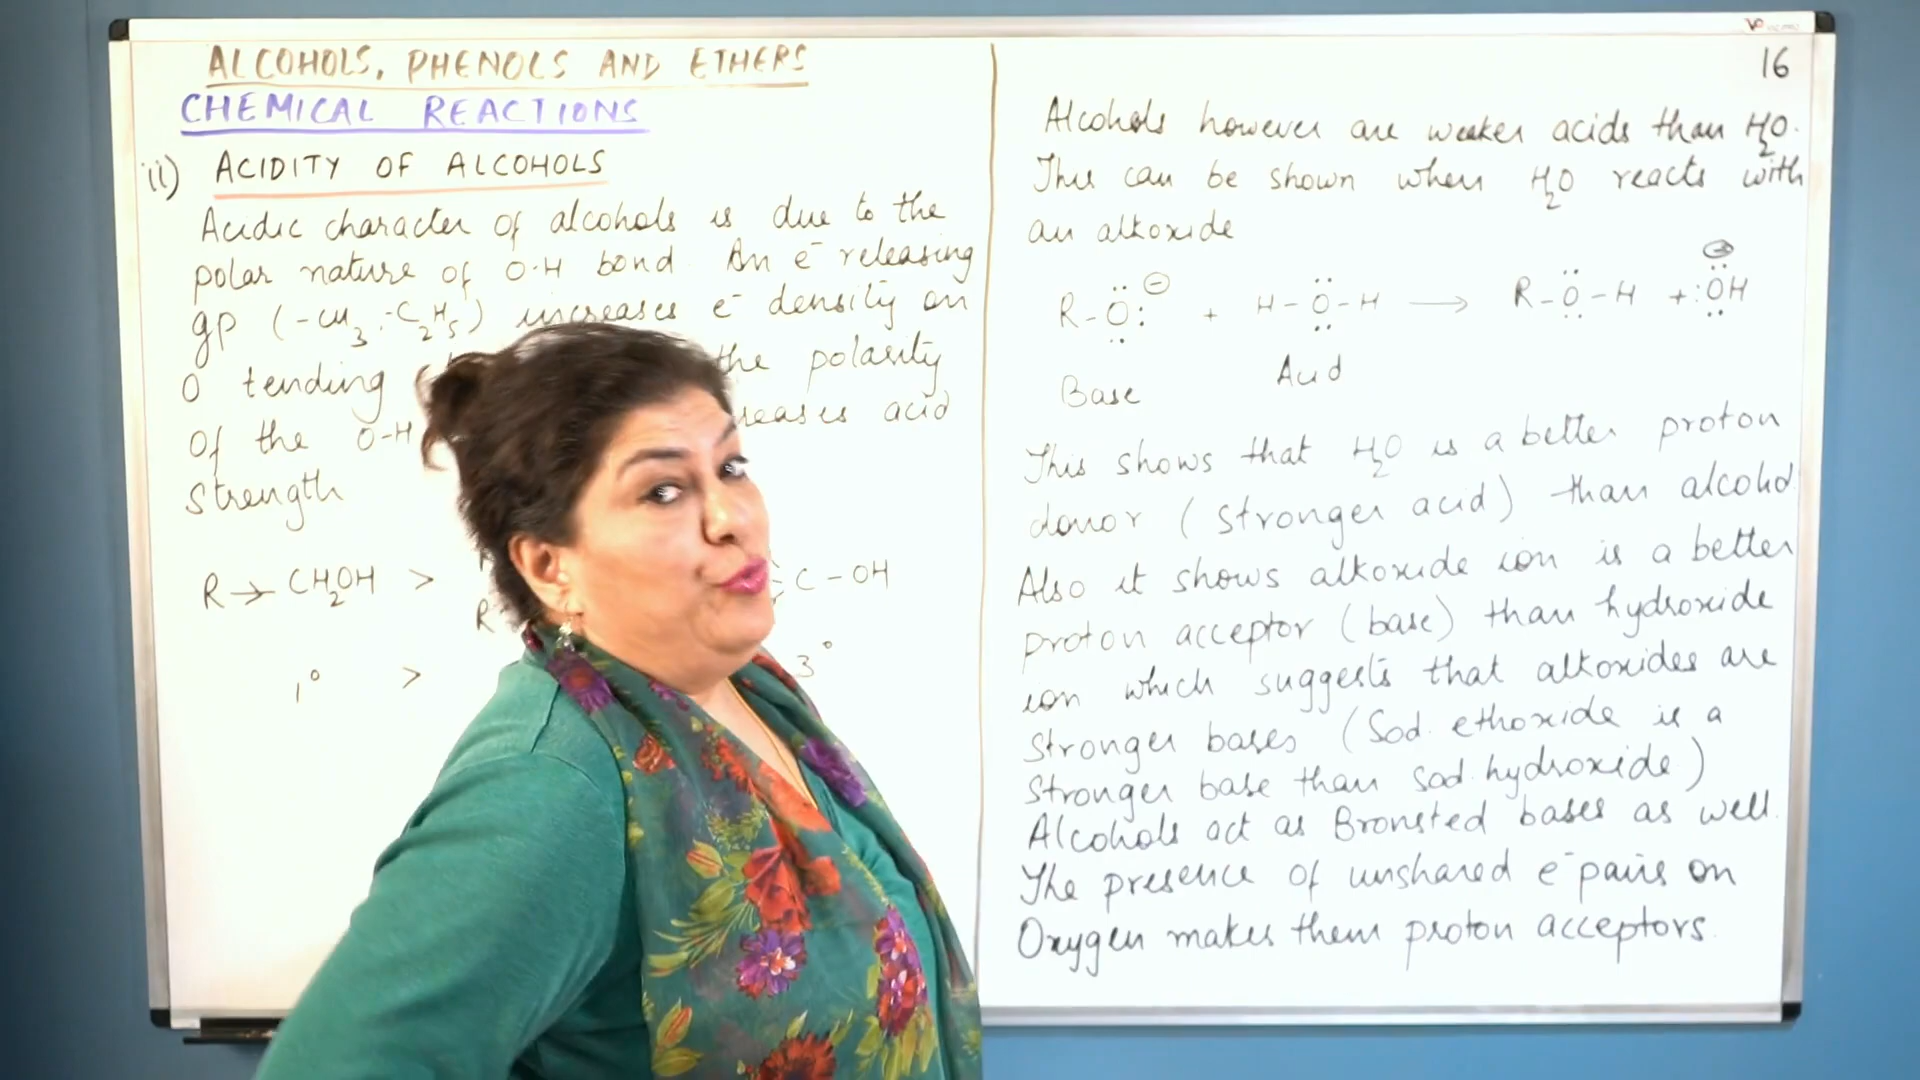 ALCOHOLS, PHENOLS AND ETHERS
CHEMICAL REACTIONS
ii) ACIDITY OF ALCOHOLS
Acidic character of alcohols is due to the
polar nature of O-H bond. An e⁻ releasing
gp (-CH₃, -C₂H₅) increases e⁻ density on
O tending the polarity
of the O-H acid
strength
R→CH₂OH > C-OH
1° > 3°
16
Alcohols however are weaker acids than H₂O.
This can be shown when H₂O reacts with
an alkoxide
R-Ö:⊖ + H-Ö-H → R-Ö-H + :ÖH⊖
Base Acid
This shows that H₂O is a better proton
donor (stronger acid) than alcohol
Also it shows alkoxide ion is a better
proton acceptor (base) than hydroxide
ion which suggests that alkoxides are
stronger bases (Sod. ethoxide is a
stronger base than Sod. hydroxide)
Alcohols act as Bronsted bases as well.
The presence of unshared e⁻ pairs on
Oxygen makes them proton acceptors.